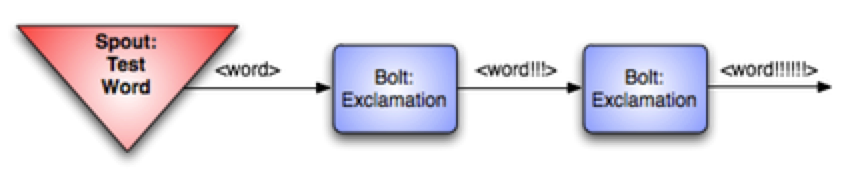 Spout:
Test
Word
<word>
Bolt:
Exclamation
<word!!!>
Bolt:
Exclamation
<word!!!!!!>